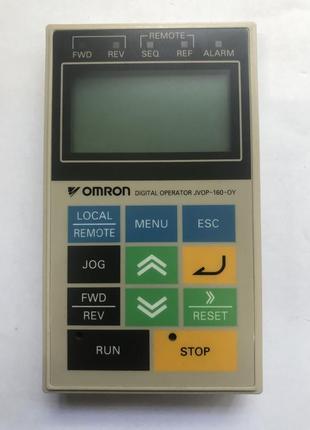 REMOTE
FWD REV SEQ REF ALARM
OMRON DIGITAL OPERATOR JVOP-160-OY
LOCAL
REMOTE
MENU
ESC
JOG
FWD
REV
RESET
RUN
STOP